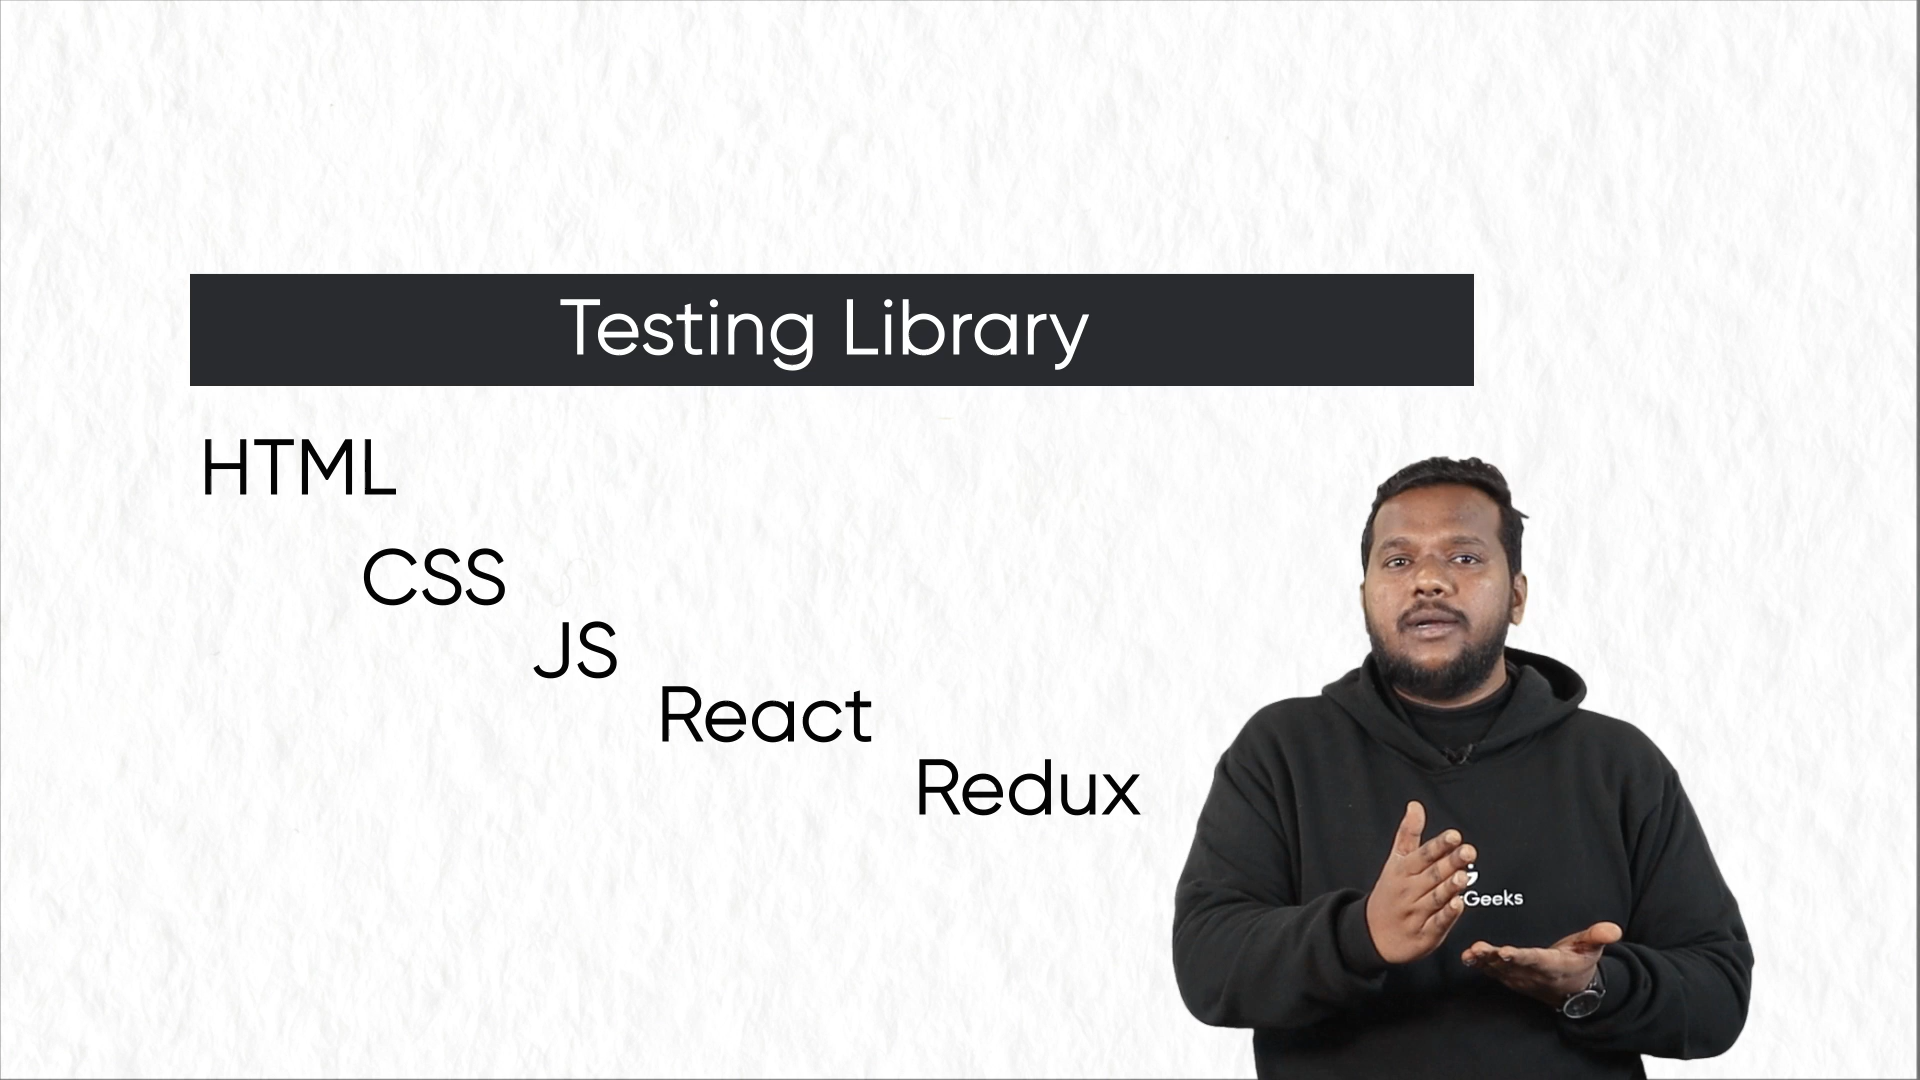 Testing Library
HTML
CSS
JS
React
Redux
Geeks